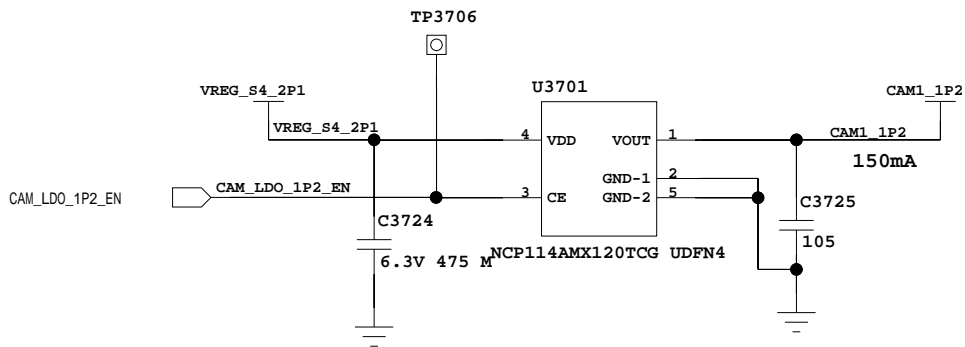 TP3706
U3701
VREG_S4_2P1
CAM1_1P2
VREG_S4_2P1
4
VDD
VOUT
1
CAM1_1P2
150mA
GND-1
2
CAM_LDO_1P2_EN
CAM_LDO_1P2_EN
3
CE
GND-2
5
C3724
C3725
6.3V 475 M
NCP114AMX120TCG UDFN4
105